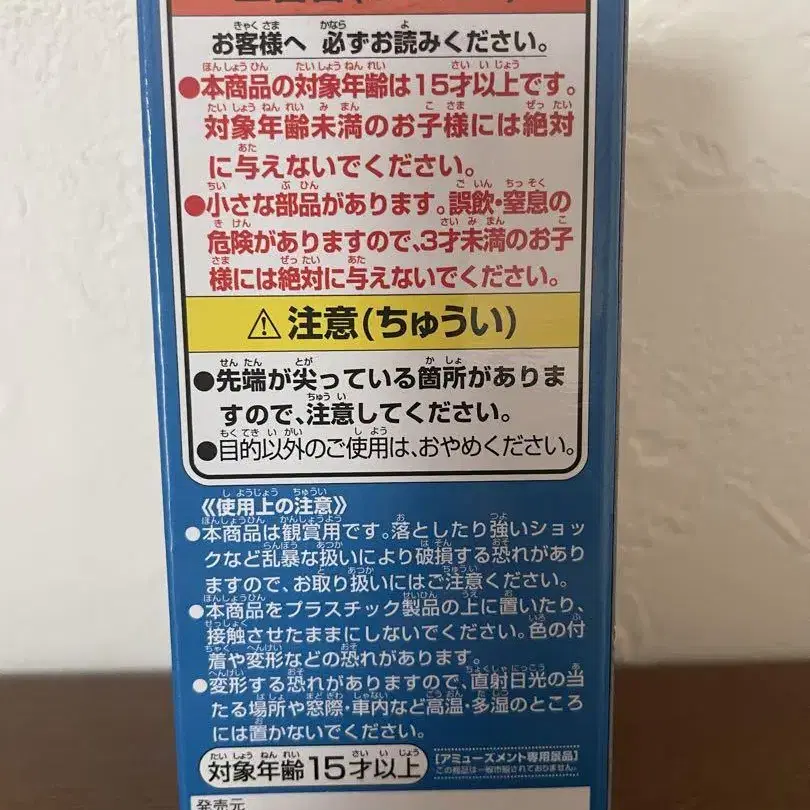 お客様へ 必ずお読みください。
●本商品の対象年齢は15才以上です。
対象年齢未満のお子様には絶対
に与えないでください。
●小さな部品があります。誤飲・窒息の
危険がありますので、3才未満のお子
様には絶対に与えないでください。
⚠注意(ちゅうい)
●先端が尖っている箇所がありま
すので、注意してください。
●目的以外のご使用は、おやめください。
《使用上の注意》
●本商品は観賞用です。落としたり強いショッ
クなど乱暴な扱いにより破損する恐れがあり
ますので、お取り扱いにはご注意ください。
●本商品をプラスチック製品の上に置いたり、
接触させたままにしないでください。色の付
着や変形などの恐れがあります。
●変形する恐れがありますので、直射日光の当
たる場所や窓際・車内など高温・多湿のところ
には置かないでください。
対象年齢15才以上
[アミューズメント専用景品]
この商品は一般市販されておりません。
発売元